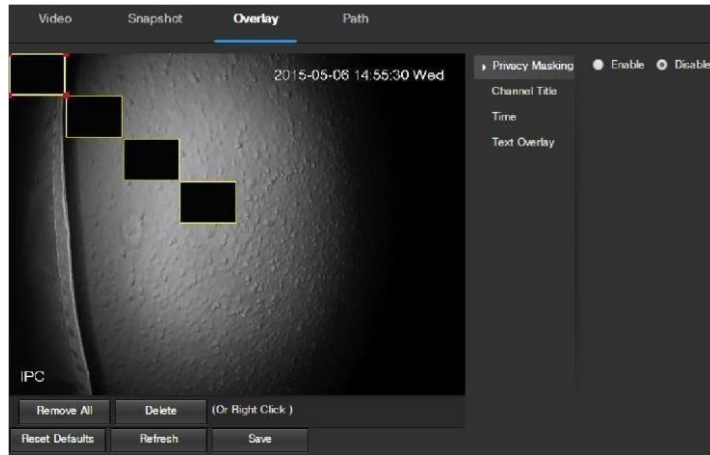 Video Snapshot Overlay Path
2015-05-06 14:55:30 Wed
Privacy Masking Enable Disable
Channel Title
Time
Text Overlay
IPC
Remove All Delete (Or Right Click )
Reset Defaults Refresh Save